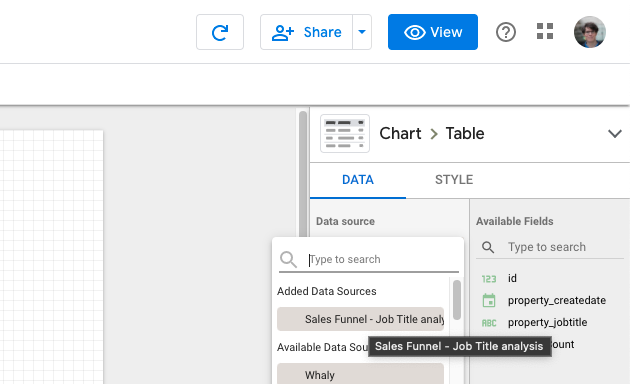 Share
View
Chart > Table
DATA
STYLE
Data source
Available Fields
Type to search
Type to search
Added Data Sources
123 id
Sales Funnel - Job Title analy
property_createdate
Available Data Sou
ABC property_jobtitle
Sales Funnel - Job Title analysis
ount
Whaly